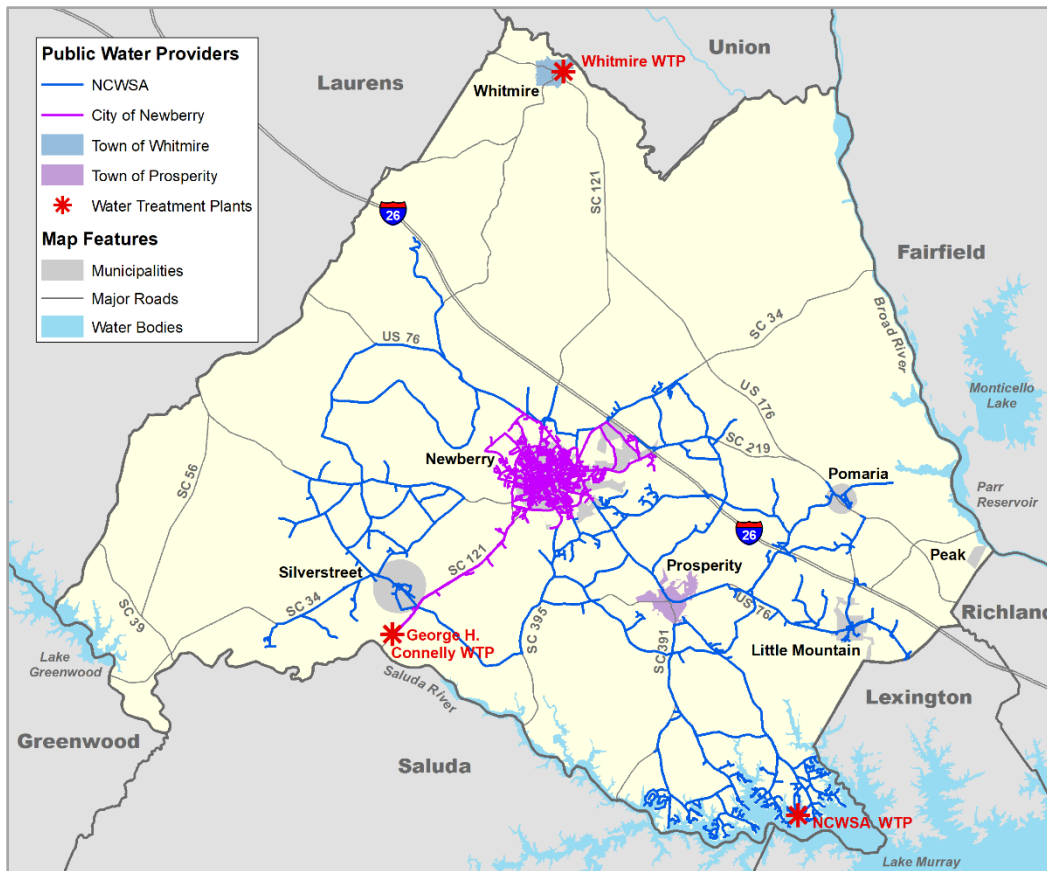 Public Water Providers
NCWSA
City of Newberry
Town of Whitmire
Town of Prosperity
Water Treatment Plants
Map Features
Municipalities
Major Roads
Water Bodies
Union
Whitmire WTP
Laurens
Whitmire
SC 121
26
Fairfield
SC 34
Broad River
US 76
Monticello
Lake
US 176
SC 219
Newberry
Pomaria
SC 56
Parr
Reservoir
26
Peak
SC 121
Prosperity
Silverstreet
US 76
Richland
SC 34
SC 395
SC 39
George H.
Connelly WTP
SC 391
Little Mountain
Lake
Greenwood
Saluda River
Lexington
Greenwood
Saluda
NCWSA WTP
Lake Murray